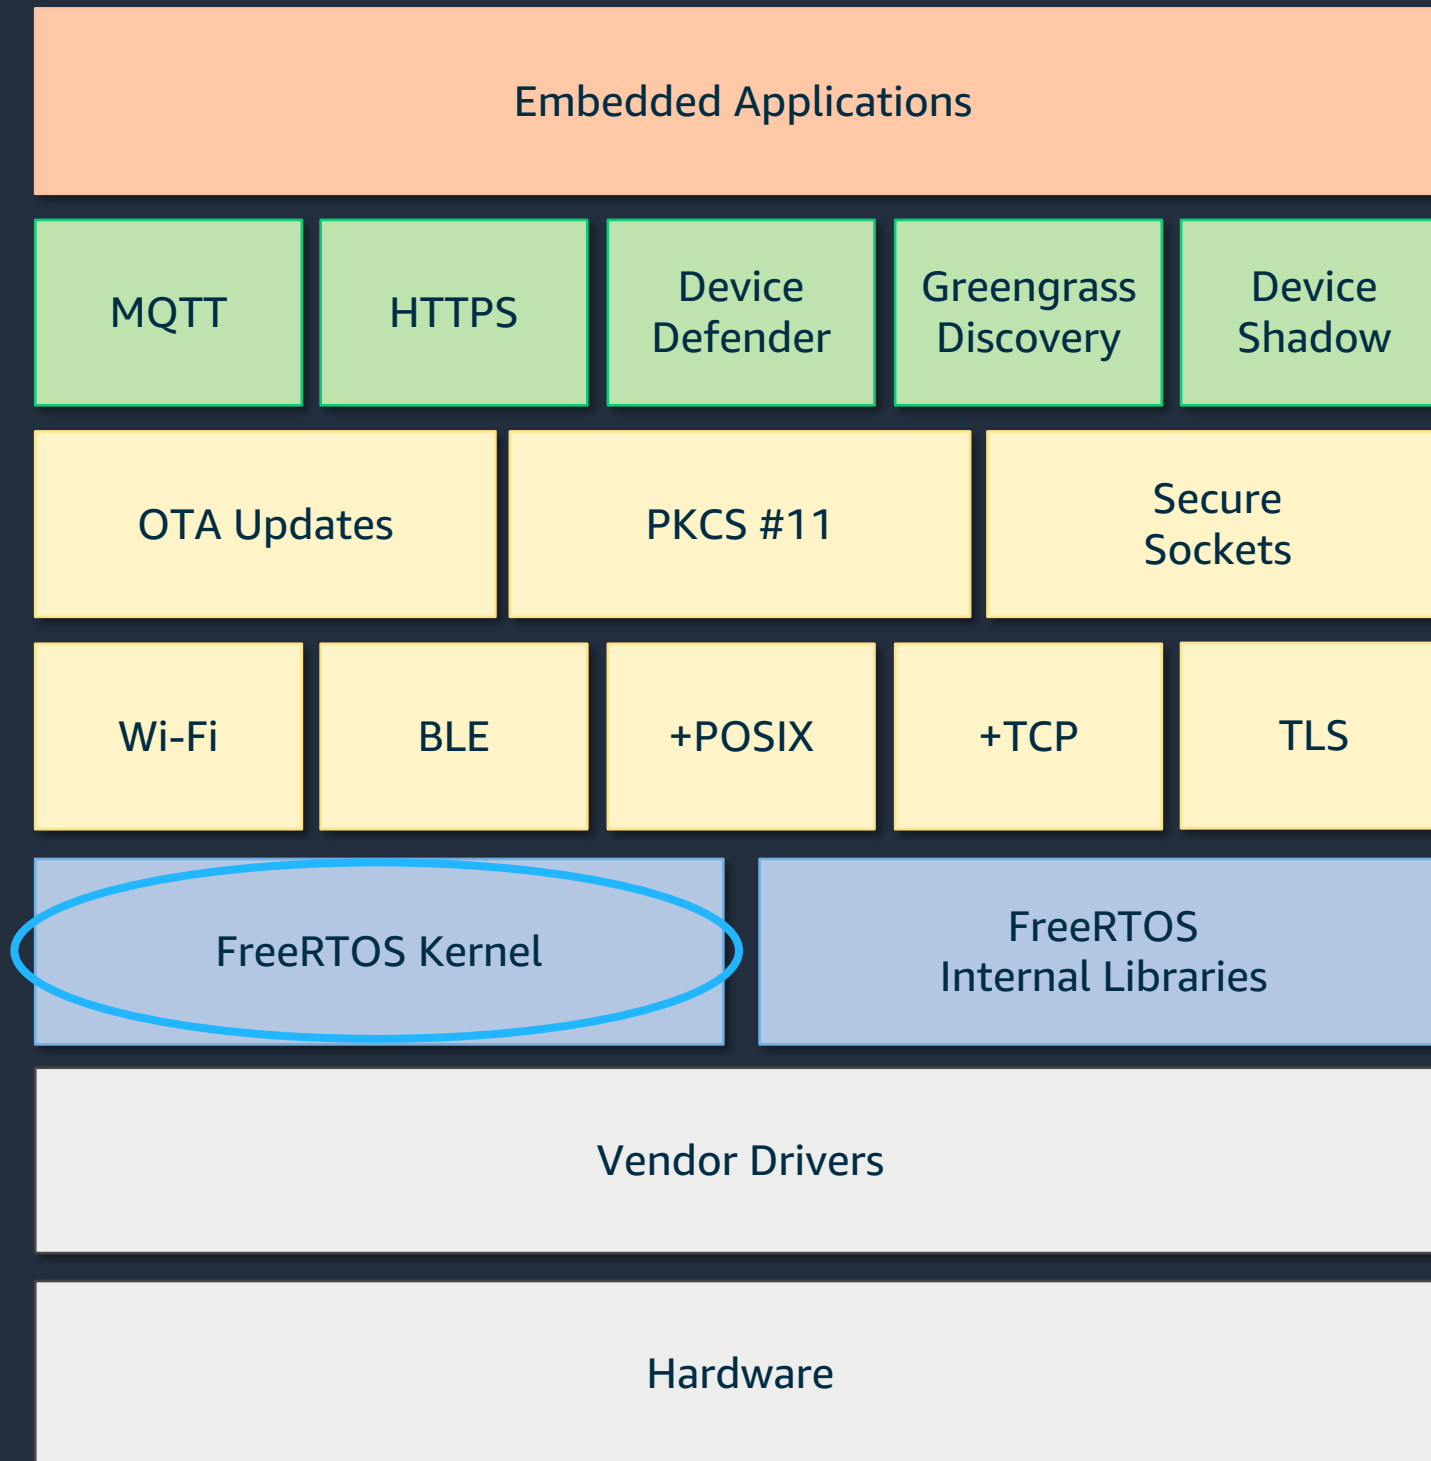 Embedded Applications
MQTT
HTTPS
Device
Defender
Greengrass
Discovery
Device
Shadow
OTA Updates
PKCS #11
Secure
Sockets
Wi-Fi
BLE
+POSIX
+TCP
TLS
FreeRTOS Kernel
FreeRTOS
Internal Libraries
Vendor Drivers
Hardware